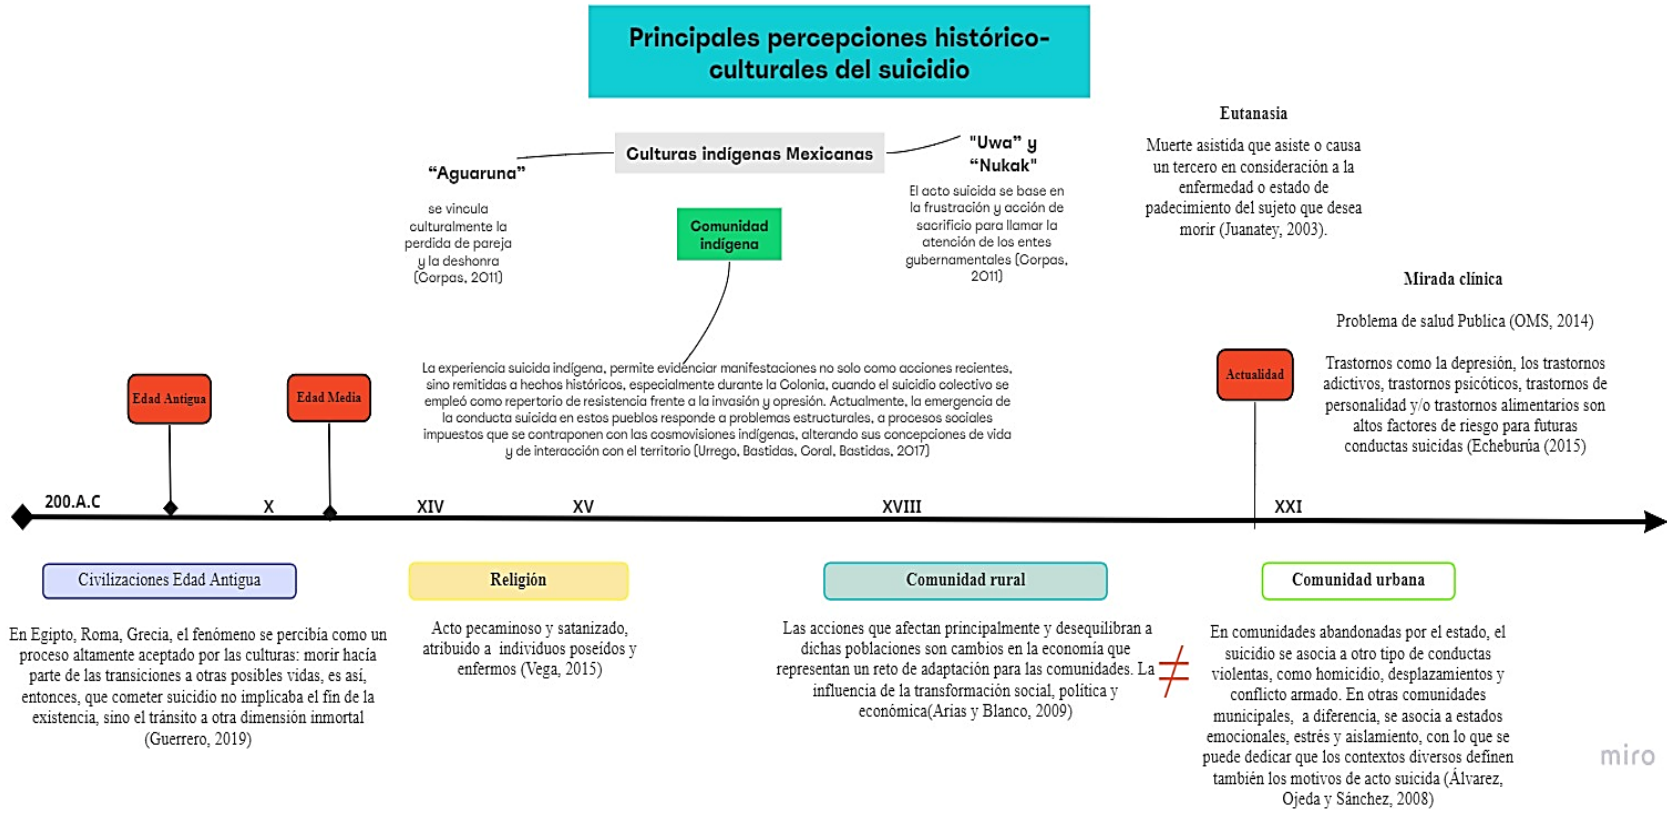 Principales percepciones histórico-
culturales del suicidio
Culturas indígenas Mexicanas
“Aguaruna”
se vincula
culturalmente la
perdida de pareja
y la deshonra
(Corpas, 2011)
"Uwa” y
“Nukak"
El acto suicida se base en
la frustración y acción de
sacrificio para llamar la
atención de los entes
gubernamentales (Corpas,
2011)
Comunidad
indígena
La experiencia suicida indígena, permite evidenciar manifestaciones no solo como acciones recientes,
sino remitidas a hechos históricos, especialmente durante la Colonia, cuando el suicidio colectivo se
empleó como repertorio de resistencia frente a la invasión y opresión. Actualmente, la emergencia de
la conducta suicida en estos pueblos responde a problemas estructurales, a procesos sociales
impuestos que se contraponen con las cosmovisiones indígenas, alterando sus concepciones de vida
y de interacción con el territorio (Urrego, Bastidas, Coral, Bastidas, 2017)
Eutanasia
Muerte asistida que asiste o causa
un tercero en consideración a la
enfermedad o estado de
padecimiento del sujeto que desea
morir (Juanatey, 2003).
Mirada clínica
Problema de salud Publica (OMS, 2014)
Trastornos como la depresión, los trastornos
adictivos, trastornos psicóticos, trastornos de
personalidad y/o trastornos alimentarios son
altos factores de riesgo para futuras
conductas suicidas (Echeburúa (2015)
Edad Antigua
Edad Media
Actualidad
200.A.C
X
XIV
XV
XVIII
XXI
Civilizaciones Edad Antigua
En Egipto, Roma, Grecia, el fenómeno se percibía como un
proceso altamente aceptado por las culturas: morir hacía
parte de las transiciones a otras posibles vidas, es así,
entonces, que cometer suicidio no implicaba el fin de la
existencia, sino el tránsito a otra dimensión inmortal
(Guerrero, 2019)
Religión
Acto pecaminoso y satanizado,
atribuido a individuos poseídos y
enfermos (Vega, 2015)
Comunidad rural
Las acciones que afectan principalmente y desequilibran a
dichas poblaciones son cambios en la economía que
representan un reto de adaptación para las comunidades. La
influencia de la transformación social, política y
económica(Arias y Blanco, 2009)
≠
Comunidad urbana
En comunidades abandonadas por el estado, el
suicidio se asocia a otro tipo de conductas
violentas, como homicidio, desplazamientos y
conflicto armado. En otras comunidades
municipales, a diferencia, se asocia a estados
emocionales, estrés y aislamiento, con lo que se
puede dedicar que los contextos diversos definen
también los motivos de acto suicida (Álvarez,
Ojeda y Sánchez, 2008)
miro